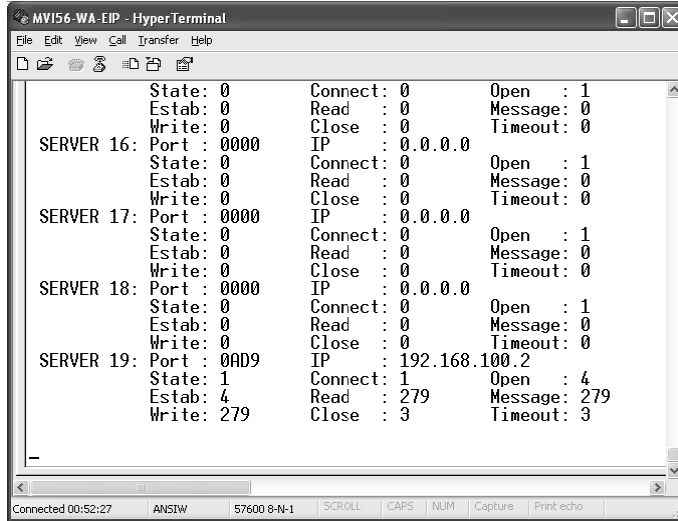 MVI56-WA-EIP - HyperTerminal
File Edit View Call Transfer Help
State: 0 Connect: 0 Open : 1
Estab: 0 Read : 0 Message: 0
Write: 0 Close : 0 Timeout: 0
SERVER 16: Port : 0000 IP : 0.0.0.0
State: 0 Connect: 0 Open : 1
Estab: 0 Read : 0 Message: 0
Write: 0 Close : 0 Timeout: 0
SERVER 17: Port : 0000 IP : 0.0.0.0
State: 0 Connect: 0 Open : 1
Estab: 0 Read : 0 Message: 0
Write: 0 Close : 0 Timeout: 0
SERVER 18: Port : 0000 IP : 0.0.0.0
State: 0 Connect: 0 Open : 1
Estab: 0 Read : 0 Message: 0
Write: 0 Close : 0 Timeout: 0
SERVER 19: Port : 0AD9 IP : 192.168.100.2
State: 1 Connect: 1 Open : 4
Estab: 4 Read : 279 Message: 279
Write: 279 Close : 3 Timeout: 3
_
Connected 00:52:27 ANSIW 57600 8-N-1 SCROLL CAPS NUM Capture Print echo